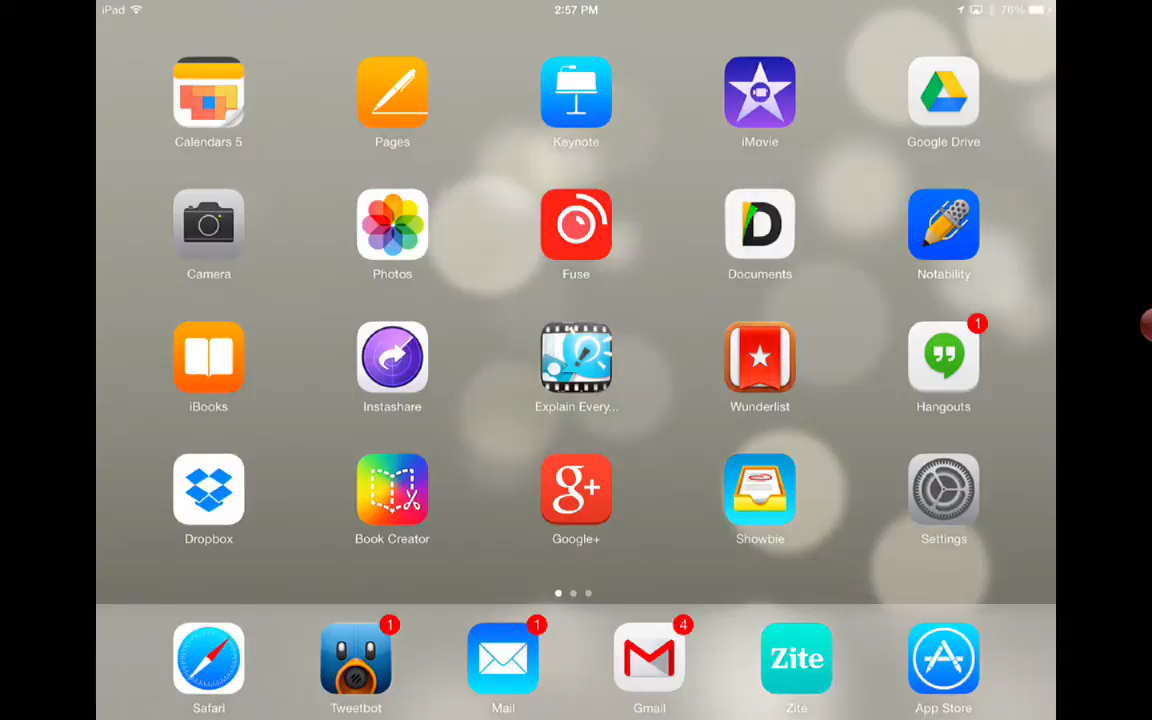 iPad 2:57 PM 76%
Calendars 5 Pages Keynote iMovie Google Drive
D
Camera Photos Fuse Documents Notability
1
iBooks Instashare Explain Every... Wunderlist Hangouts
g+
Dropbox Book Creator Google+ Showbie Settings
1 1 4
Zite
Safari Tweetbot Mail Gmail Zite App Store